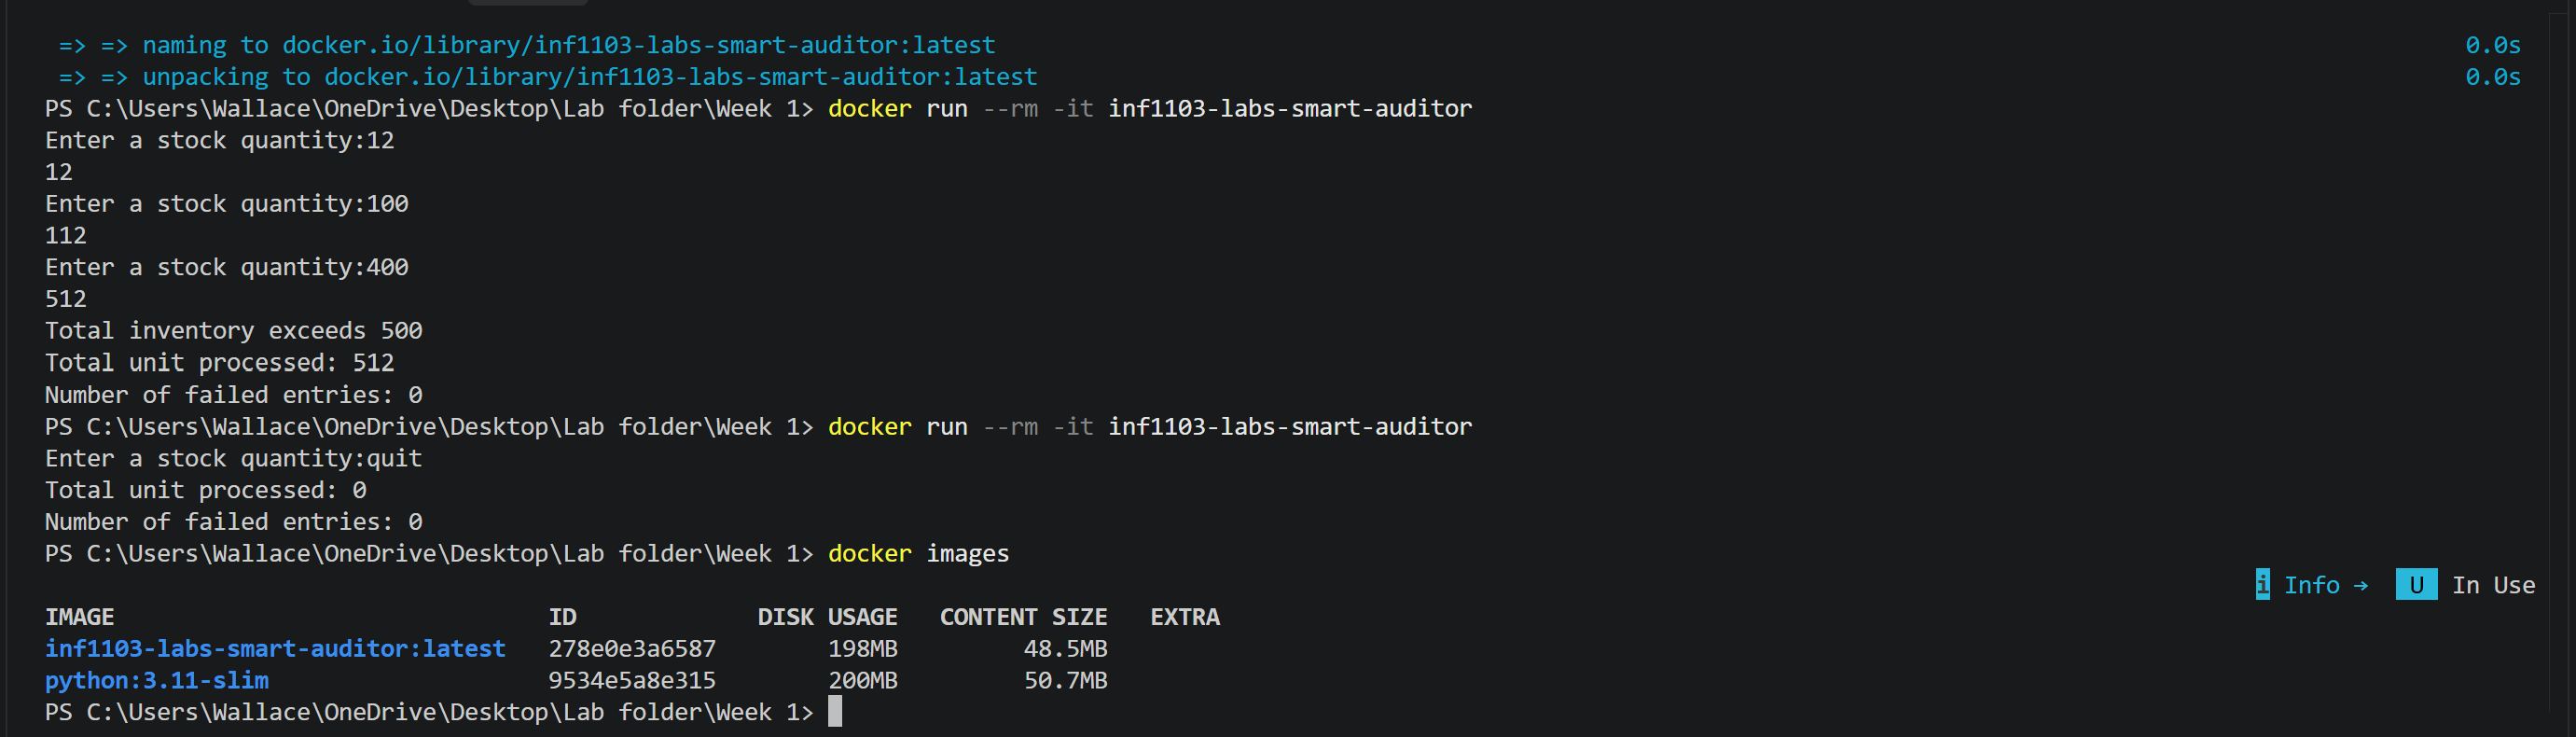 => => naming to docker.io/library/inf1103-labs-smart-auditor:latest 0.0s
=> => unpacking to docker.io/library/inf1103-labs-smart-auditor:latest 0.0s
PS C:\Users\Wallace\OneDrive\Desktop\Lab folder\Week 1> docker run --rm -it inf1103-labs-smart-auditor
Enter a stock quantity:12
12
Enter a stock quantity:100
112
Enter a stock quantity:400
512
Total inventory exceeds 500
Total unit processed: 512
Number of failed entries: 0
PS C:\Users\Wallace\OneDrive\Desktop\Lab folder\Week 1> docker run --rm -it inf1103-labs-smart-auditor
Enter a stock quantity:quit
Total unit processed: 0
Number of failed entries: 0
PS C:\Users\Wallace\OneDrive\Desktop\Lab folder\Week 1> docker images
i Info → U In Use
IMAGE ID DISK USAGE CONTENT SIZE EXTRA
inf1103-labs-smart-auditor:latest 278e0e3a6587 198MB 48.5MB
python:3.11-slim 9534e5a8e315 200MB 50.7MB
PS C:\Users\Wallace\OneDrive\Desktop\Lab folder\Week 1>